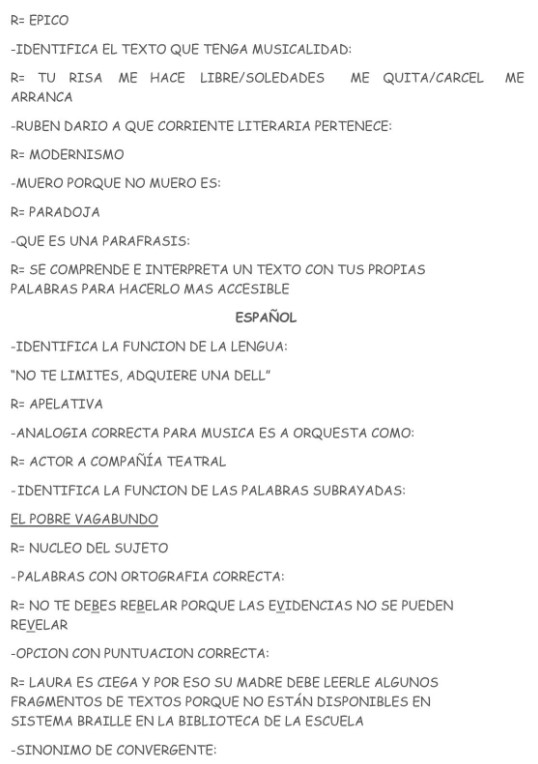 R= EPICO
-IDENTIFICA EL TEXTO QUE TENGA MUSICALIDAD:
R= TU RISA ME HACE LIBRE/SOLEDADES ME QUITA/CARCEL ME
ARRANCA
-RUBEN DARIO A QUE CORRIENTE LITERARIA PERTENECE:
R= MODERNISMO
-MUERO PORQUE NO MUERO ES:
R= PARADOJA
-QUE ES UNA PARAFRASIS:
R= SE COMPRENDE E INTERPRETA UN TEXTO CON TUS PROPIAS
PALABRAS PARA HACERLO MAS ACCESIBLE
ESPAÑOL
-IDENTIFICA LA FUNCION DE LA LENGUA:
"NO TE LIMITES, ADQUIERE UNA DELL"
R= APELATIVA
-ANALOGIA CORRECTA PARA MUSICA ES A ORQUESTA COMO:
R= ACTOR A COMPAÑÍA TEATRAL
-IDENTIFICA LA FUNCION DE LAS PALABRAS SUBRAYADAS:
EL POBRE VAGABUNDO
R= NUCLEO DEL SUJETO
-PALABRAS CON ORTOGRAFIA CORRECTA:
R= NO TE DEBES REBELAR PORQUE LAS EVIDENCIAS NO SE PUEDEN
REVELAR
-OPCION CON PUNTUACION CORRECTA:
R= LAURA ES CIEGA Y POR ESO SU MADRE DEBE LEERLE ALGUNOS
FRAGMENTOS DE TEXTOS PORQUE NO ESTÁN DISPONIBLES EN
SISTEMA BRAILLE EN LA BIBLIOTECA DE LA ESCUELA
-SINONIMO DE CONVERGENTE: